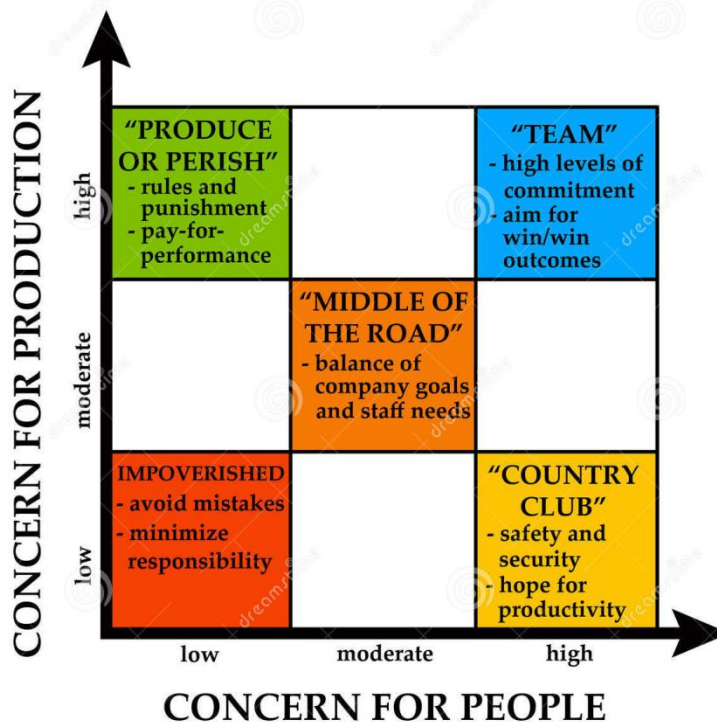 CONCERN FOR PRODUCTION
high
moderate
low
"PRODUCE
OR PERISH"
- rules and
punishment
- pay-for-
performance
"TEAM"
- high levels of
commitment
- aim for
win/win
outcomes
"MIDDLE OF
THE ROAD"
- balance of
company goals
and staff needs
IMPOVERISHED
- avoid mistakes
- minimize
responsibility
"COUNTRY
CLUB"
- safety and
security
- hope for
productivity
low
moderate
high
CONCERN FOR PEOPLE
dreamstime